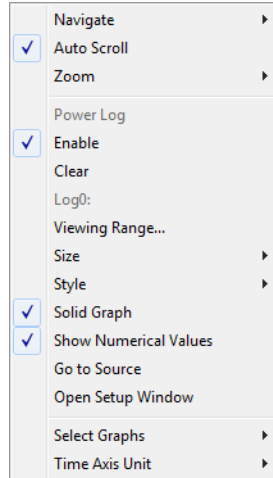 Navigate
Auto Scroll
Zoom
Power Log
Enable
Clear
Log0:
Viewing Range...
Size
Style
Solid Graph
Show Numerical Values
Go to Source
Open Setup Window
Select Graphs
Time Axis Unit